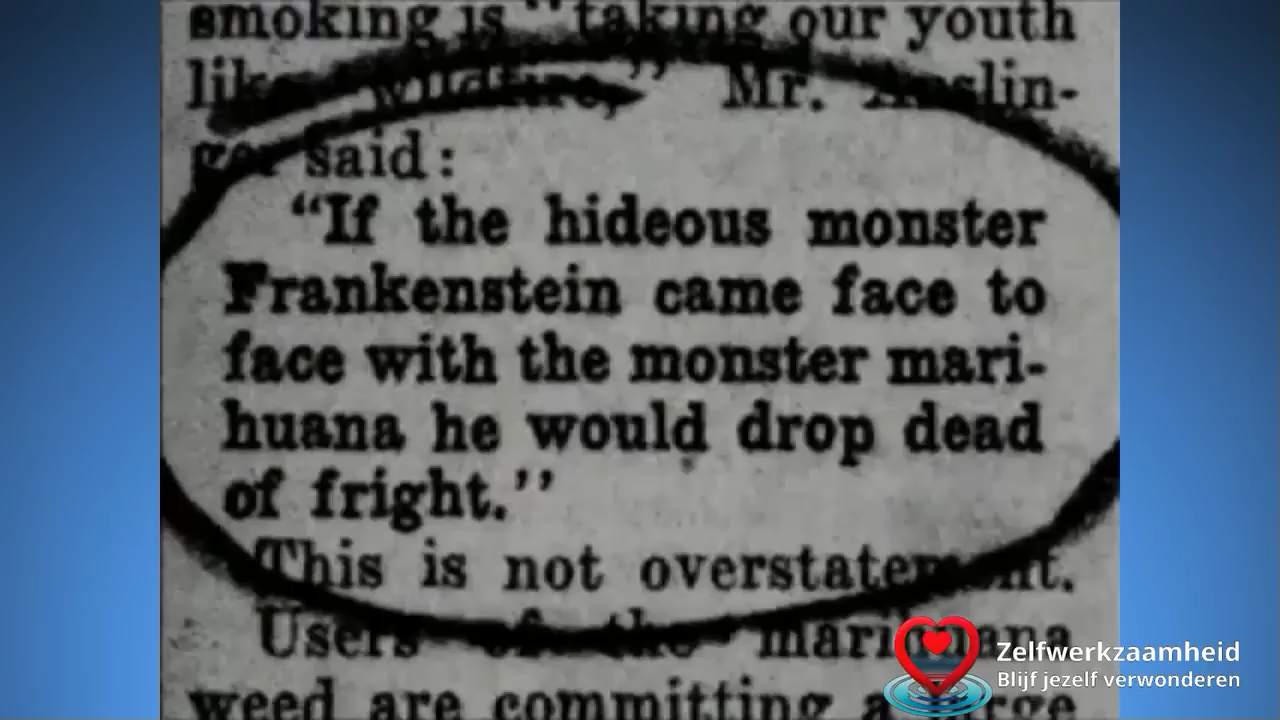 smoking is "taking our youth
like wildfire," Mr. Anslin-
ger said:
"If the hideous monster
Frankenstein came face to
face with the monster mari-
huana he would drop dead
of fright."
This is not overstatement.
Users of the marijuana
weed are committing a large
Zelfwerkzaamheid
Blijf jezelf verwonderen